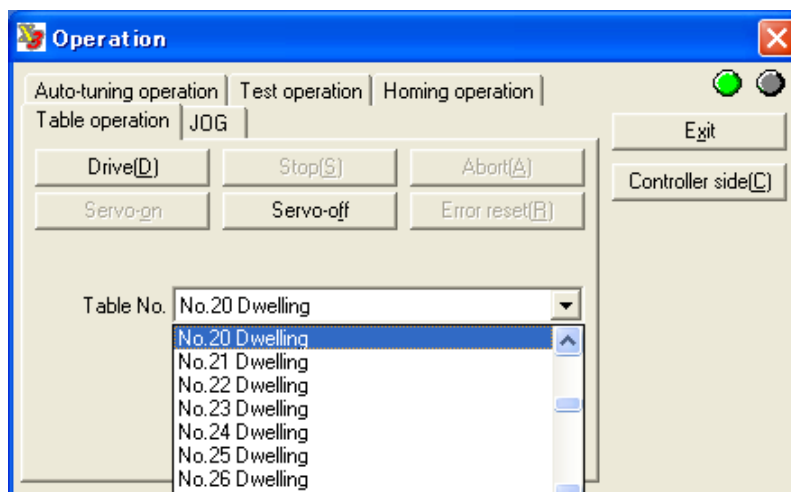 Operation
Auto-tuning operation Test operation Homing operation
Table operation JOG
Exit
Drive(D) Stop(S) Abort(A)
Controller side(C)
Servo-on Servo-off Error reset(R)
Table No. No.20 Dwelling
No.20 Dwelling
No.21 Dwelling
No.22 Dwelling
No.23 Dwelling
No.24 Dwelling
No.25 Dwelling
No.26 Dwelling